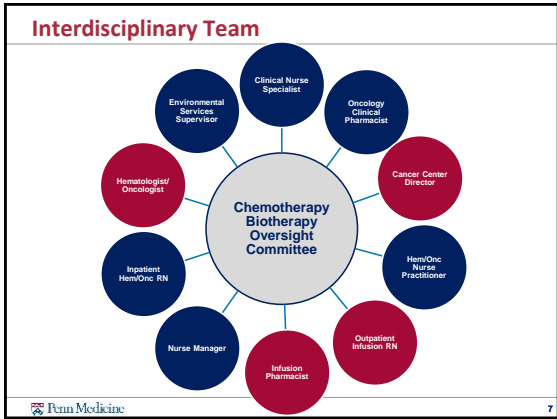 Interdisciplinary Team
Clinical Nurse
Specialist
Oncology
Clinical
Pharmacist
Cancer Center
Director
Hem/Onc
Nurse
Practitioner
Outpatient
Infusion RN
Infusion
Pharmacist
Nurse Manager
Inpatient
Hem/Onc RN
Hematologist/
Oncologist
Environmental
Services
Supervisor
Chemotherapy
Biotherapy
Oversight
Committee
Penn Medicine
7